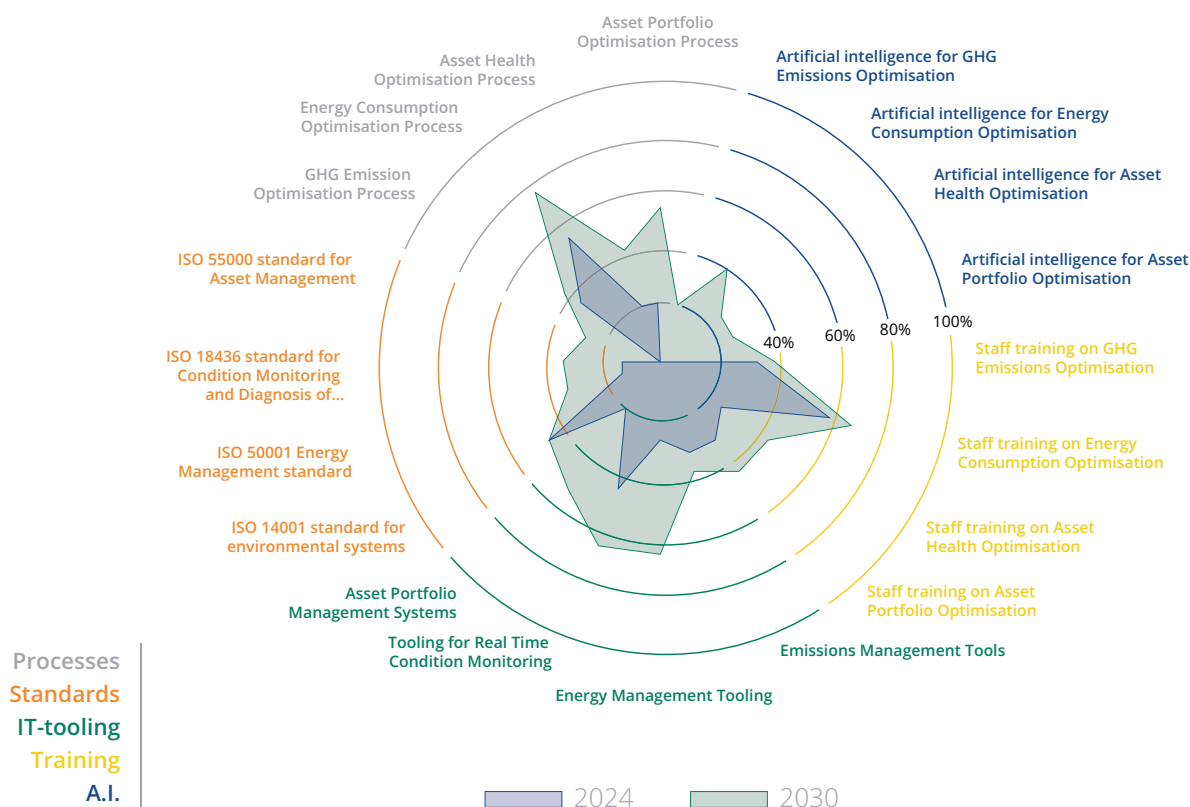 Asset Portfolio
Optimisation Process
Artificial intelligence for GHG
Emissions Optimisation
Artificial intelligence for Energy
Consumption Optimisation
Artificial intelligence for Asset
Health Optimisation
Artificial intelligence for Asset
Portfolio Optimisation
40%
60%
80%
100%
Staff training on GHG
Emissions Optimisation
Staff training on Energy
Consumption Optimisation
Staff training on Asset
Health Optimisation
Staff training on Asset
Portfolio Optimisation
Emissions Management Tools
Energy Management Tooling
Tooling for Real Time
Condition Monitoring
Asset Portfolio
Management Systems
ISO 14001 standard for
environmental systems
ISO 50001 Energy
Management standard
ISO 18436 standard for
Condition Monitoring
and Diagnosis of...
ISO 55000 standard for
Asset Management
GHG Emission
Optimisation Process
Energy Consumption
Optimisation Process
Asset Health
Optimisation Process
Processes
Standards
IT-tooling
Training
A.I.
2024
2030